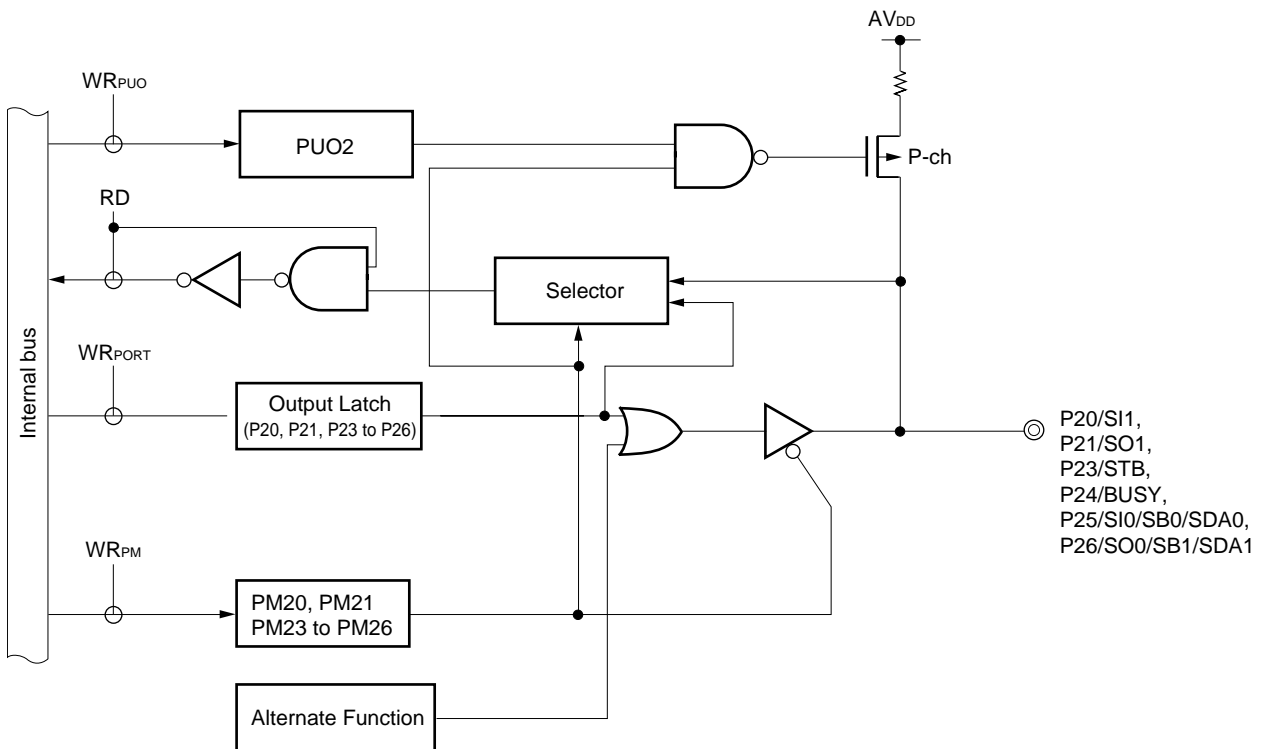 AVDD
WRPUO
PUO2
P-ch
RD
Selector
Internal bus
WRPORT
Output Latch
(P20, P21, P23 to P26)
P20/SI1,
P21/SO1,
P23/STB,
P24/BUSY,
P25/SI0/SB0/SDA0,
P26/SO0/SB1/SDA1
WRPM
PM20, PM21
PM23 to PM26
Alternate Function